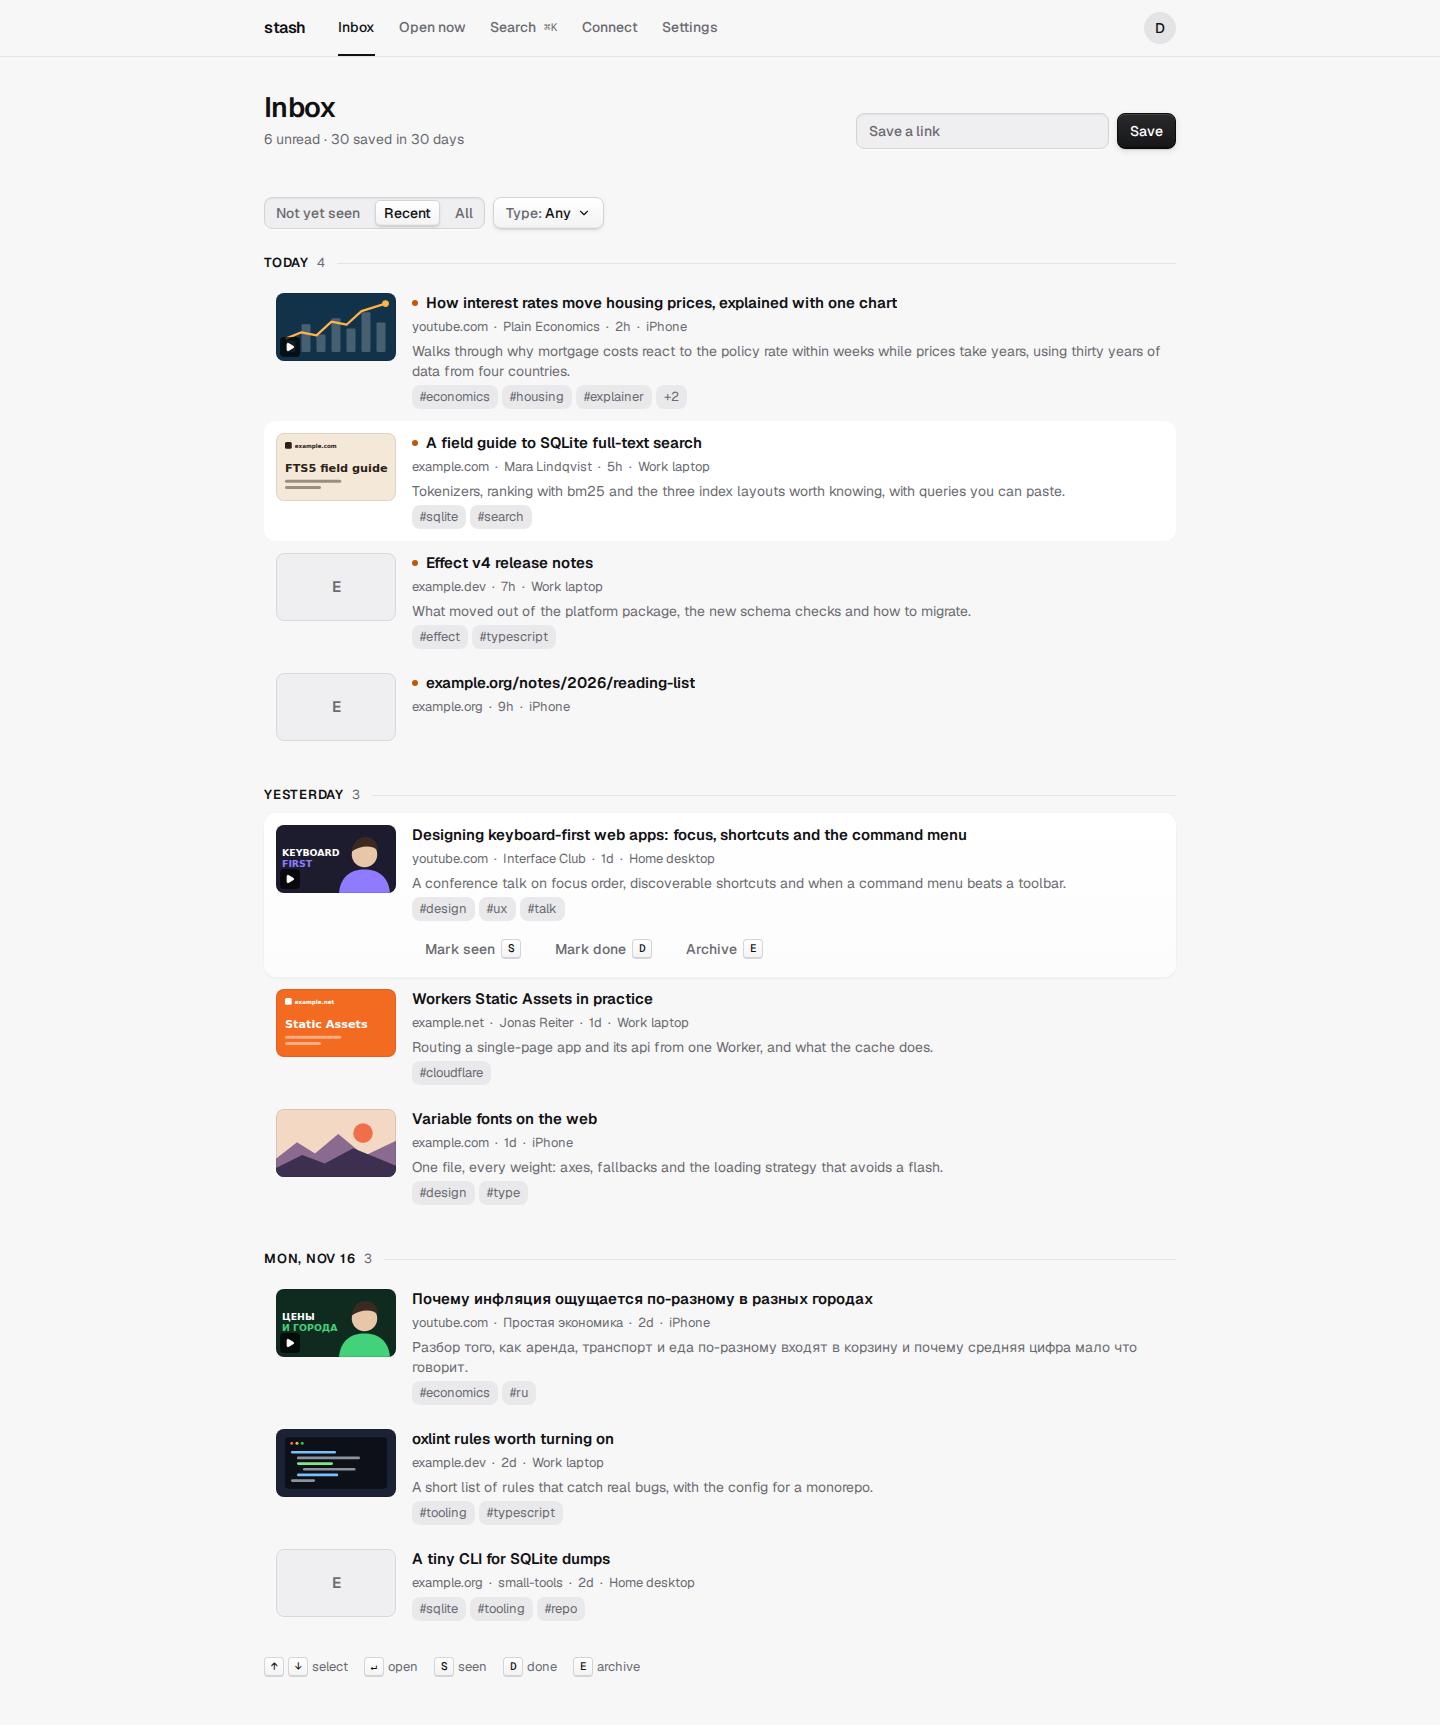 stash Inbox Open now Search ⌘K Connect Settings D
Inbox
6 unread · 30 saved in 30 days
Save a link Save
Not yet seen Recent All Type: Any
TODAY 4
How interest rates move housing prices, explained with one chart
youtube.com · Plain Economics · 2h · iPhone
Walks through why mortgage costs react to the policy rate within weeks while prices take years, using thirty years of
data from four countries.
#economics #housing #explainer +2
example.com
FTS5 field guide
A field guide to SQLite full-text search
example.com · Mara Lindqvist · 5h · Work laptop
Tokenizers, ranking with bm25 and the three index layouts worth knowing, with queries you can paste.
#sqlite #search
E
Effect v4 release notes
example.dev · 7h · Work laptop
What moved out of the platform package, the new schema checks and how to migrate.
#effect #typescript
E
example.org/notes/2026/reading-list
example.org · 9h · iPhone
YESTERDAY 3
KEYBOARD
FIRST
Designing keyboard-first web apps: focus, shortcuts and the command menu
youtube.com · Interface Club · 1d · Home desktop
A conference talk on focus order, discoverable shortcuts and when a command menu beats a toolbar.
#design #ux #talk
Mark seen S Mark done D Archive E
example.net
Static Assets
Workers Static Assets in practice
example.net · Jonas Reiter · 1d · Work laptop
Routing a single-page app and its api from one Worker, and what the cache does.
#cloudflare
Variable fonts on the web
example.com · 1d · iPhone
One file, every weight: axes, fallbacks and the loading strategy that avoids a flash.
#design #type
MON, NOV 16 3
ЦЕНЫ
И ГОРОДА
Почему инфляция ощущается по-разному в разных городах
youtube.com · Простая экономика · 2d · iPhone
Разбор того, как аренда, транспорт и еда по-разному входят в корзину и почему средняя цифра мало что
говорит.
#economics #ru
oxlint rules worth turning on
example.dev · 2d · Work laptop
A short list of rules that catch real bugs, with the config for a monorepo.
#tooling #typescript
E
A tiny CLI for SQLite dumps
example.org · small-tools · 2d · Home desktop
#sqlite #tooling #repo
↑ ↓ select ↵ open S seen D done E archive